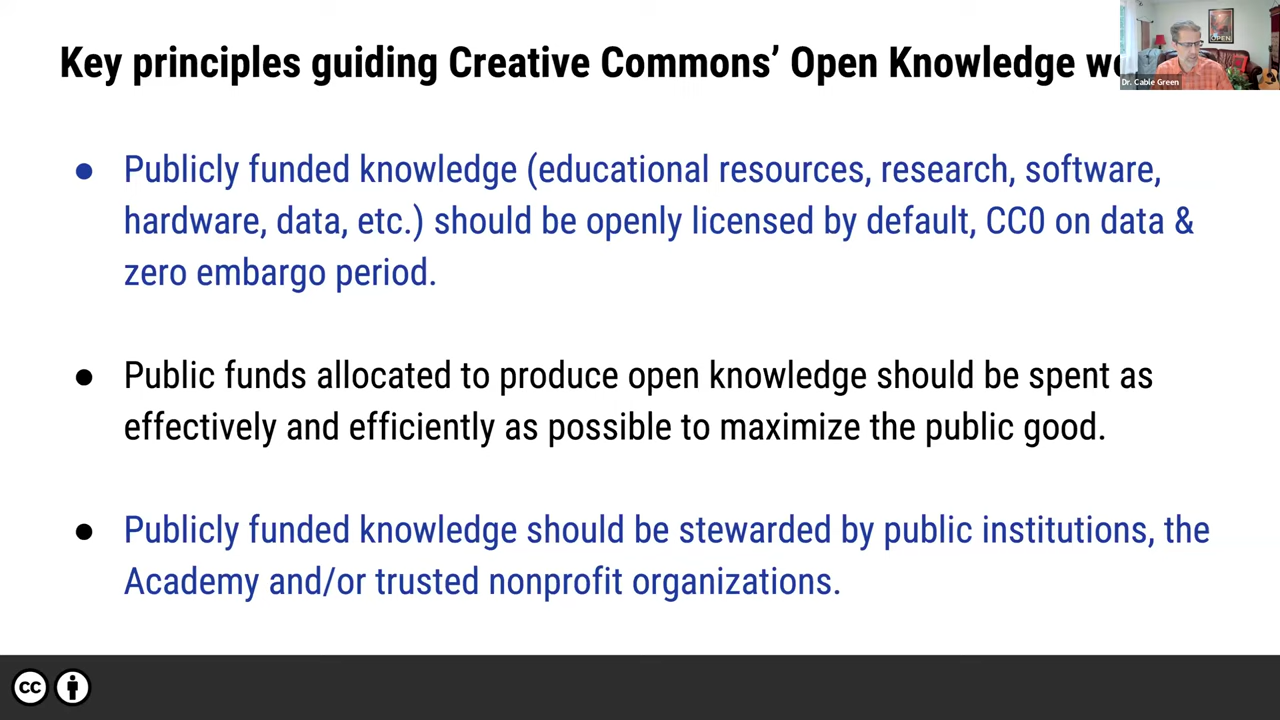 Key principles guiding Creative Commons’ Open Knowledge
OPEN
Dr. Cable Green
● Publicly funded knowledge (educational resources, research, software,
hardware, data, etc.) should be openly licensed by default, CC0 on data &
zero embargo period.
● Public funds allocated to produce open knowledge should be spent as
effectively and efficiently as possible to maximize the public good.
● Publicly funded knowledge should be stewarded by public institutions, the
Academy and/or trusted nonprofit organizations.
cc